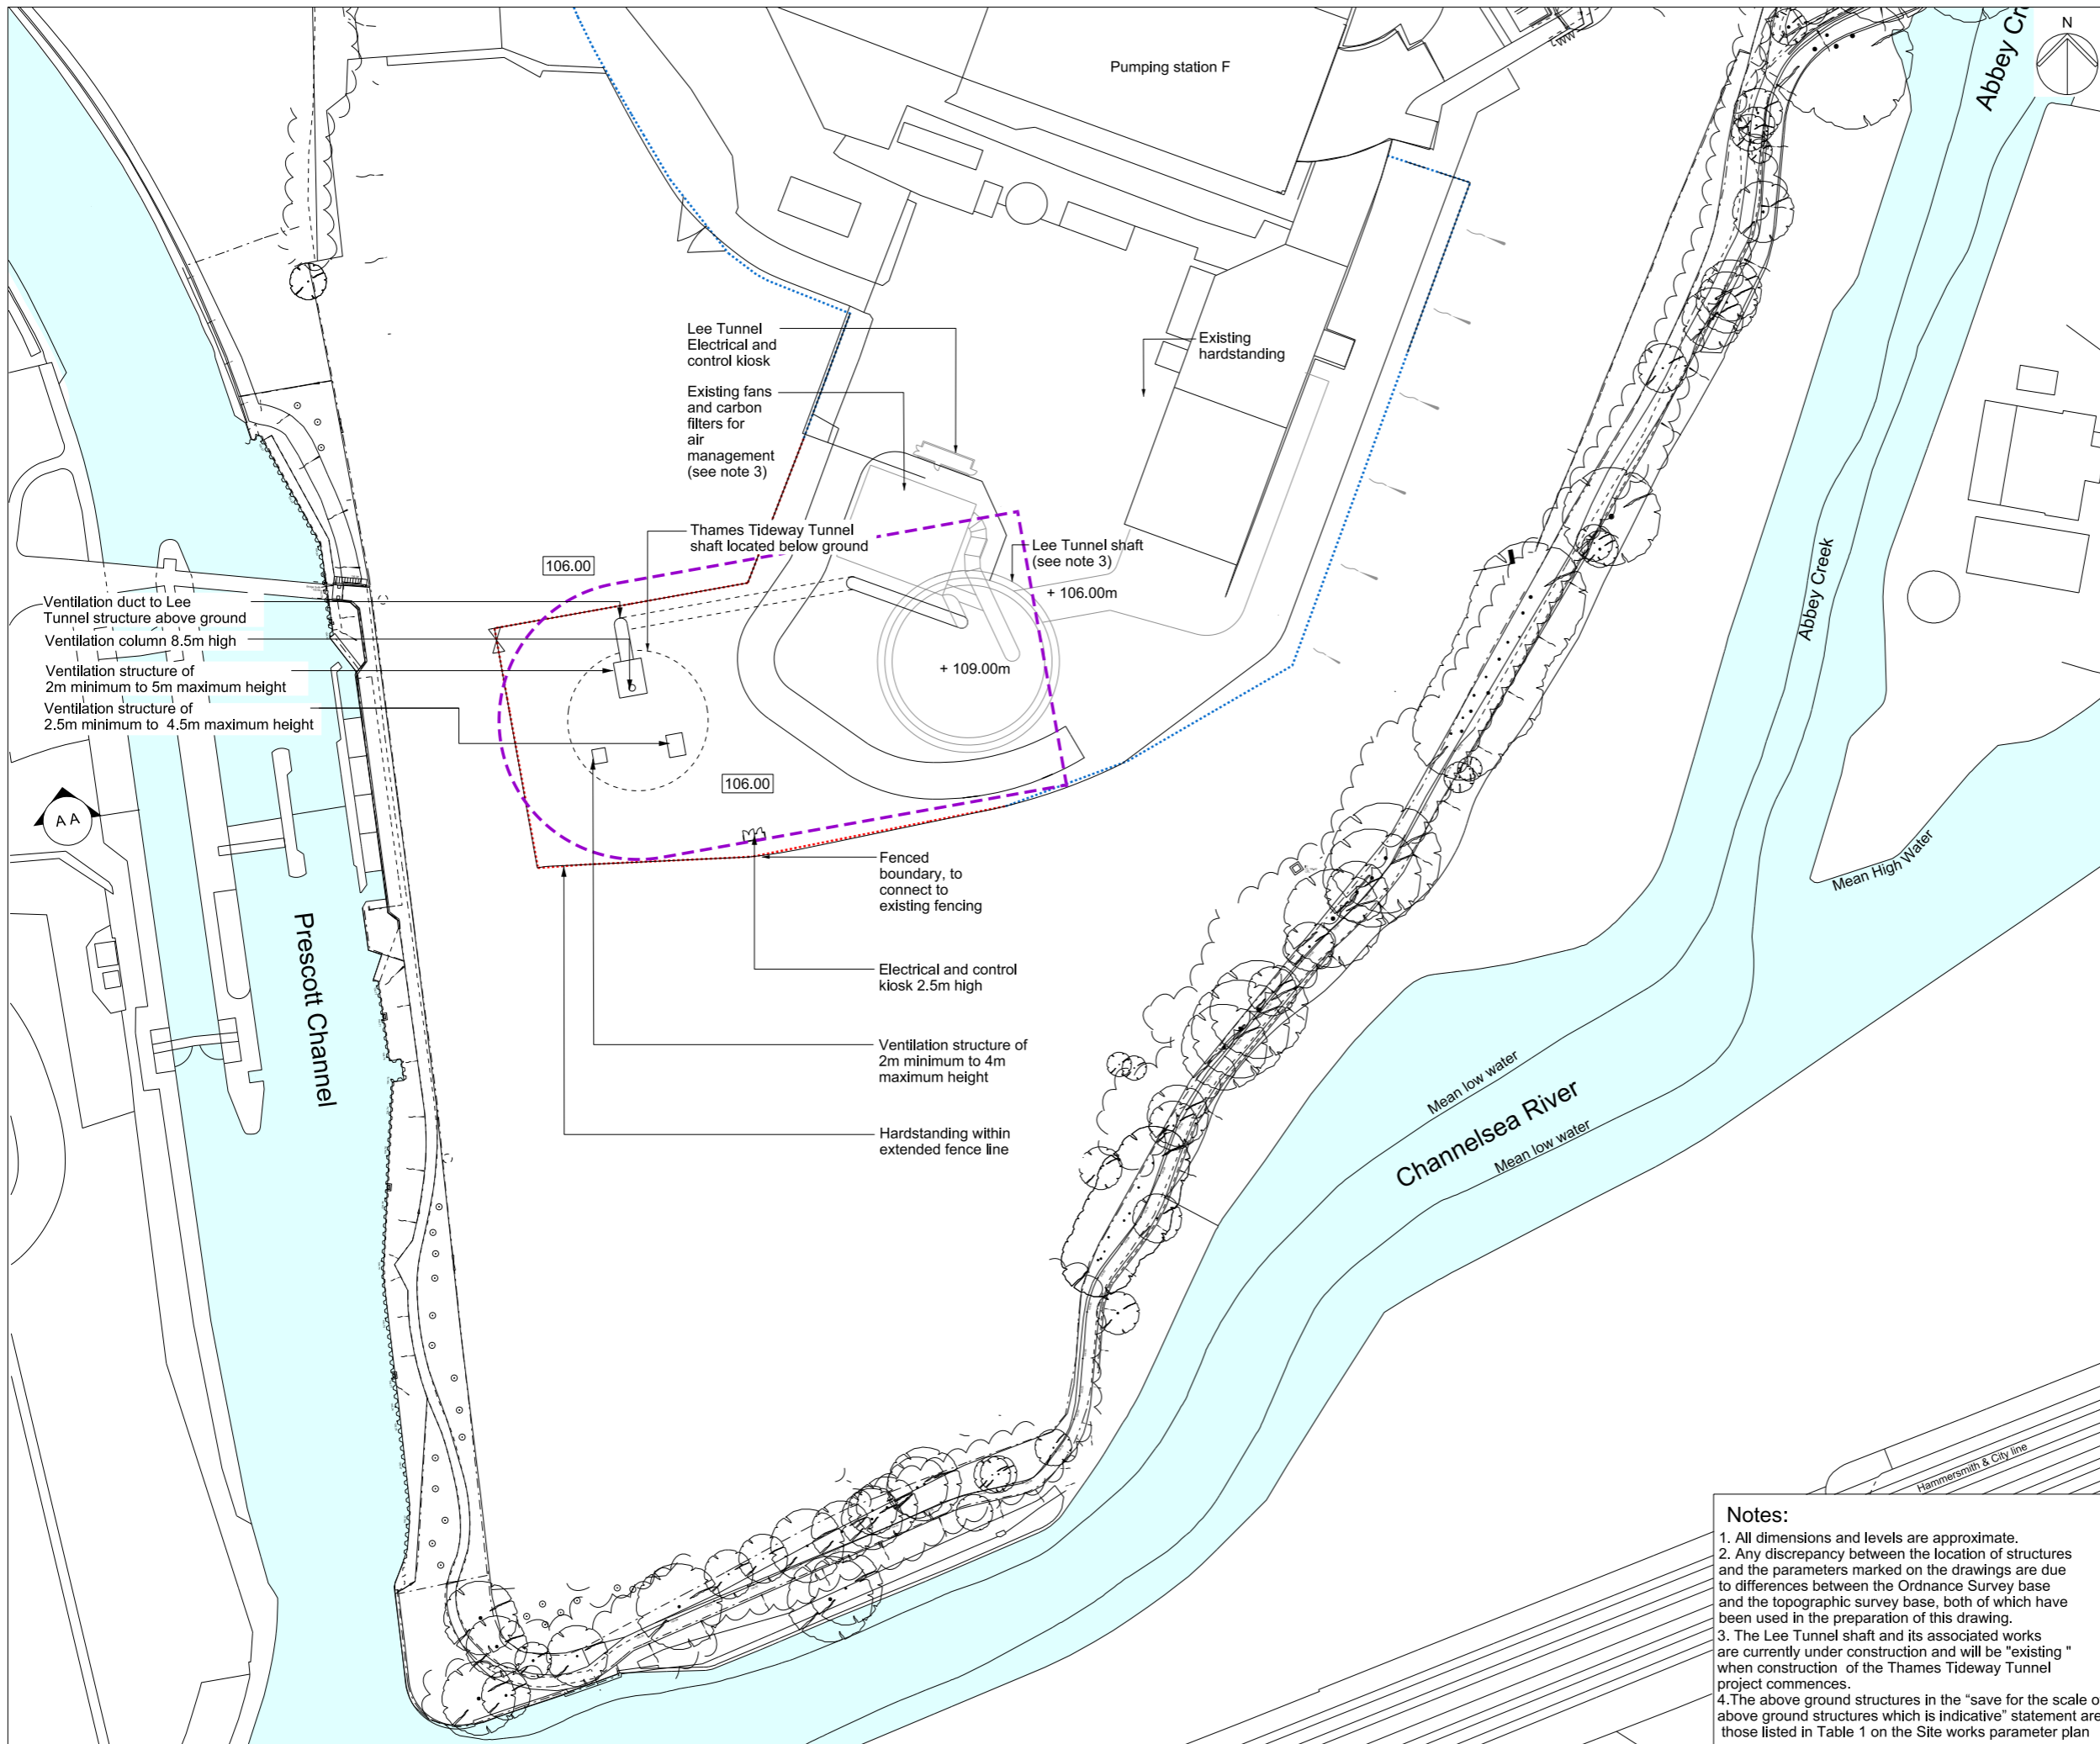 Abbey Cr
N
Pumping station F
Lee Tunnel
Electrical and
control kiosk
Existing
hardstanding
Existing fans
and carbon
filters for
air
management
(see note 3)
Thames Tideway Tunnel
shaft located below ground
Lee Tunnel shaft
(see note 3)
106.00
+ 106.00m
Ventilation duct to Lee
Tunnel structure above ground
Ventilation column 8.5m high
Ventilation structure of
2m minimum to 5m maximum height
Ventilation structure of
2.5m minimum to 4.5m maximum height
+ 109.00m
106.00
A A
Abbey Creek
Mean High Water
Fenced
boundary, to
connect to
existing fencing
Prescott Channel
Electrical and control
kiosk 2.5m high
Ventilation structure of
2m minimum to 4m
maximum height
Mean low water
Channelsea River
Mean low water
Hardstanding within
extended fence line
Hammersmith & City line
Notes:
1. All dimensions and levels are approximate.
2. Any discrepancy between the location of structures
and the parameters marked on the drawings are due
to differences between the Ordnance Survey base
and the topographic survey base, both of which have
been used in the preparation of this drawing.
3. The Lee Tunnel shaft and its associated works
are currently under construction and will be "existing "
when construction of the Thames Tideway Tunnel
project commences.
4.The above ground structures in the “save for the scale o
above ground structures which is indicative” statement are
those listed in Table 1 on the Site works parameter plan